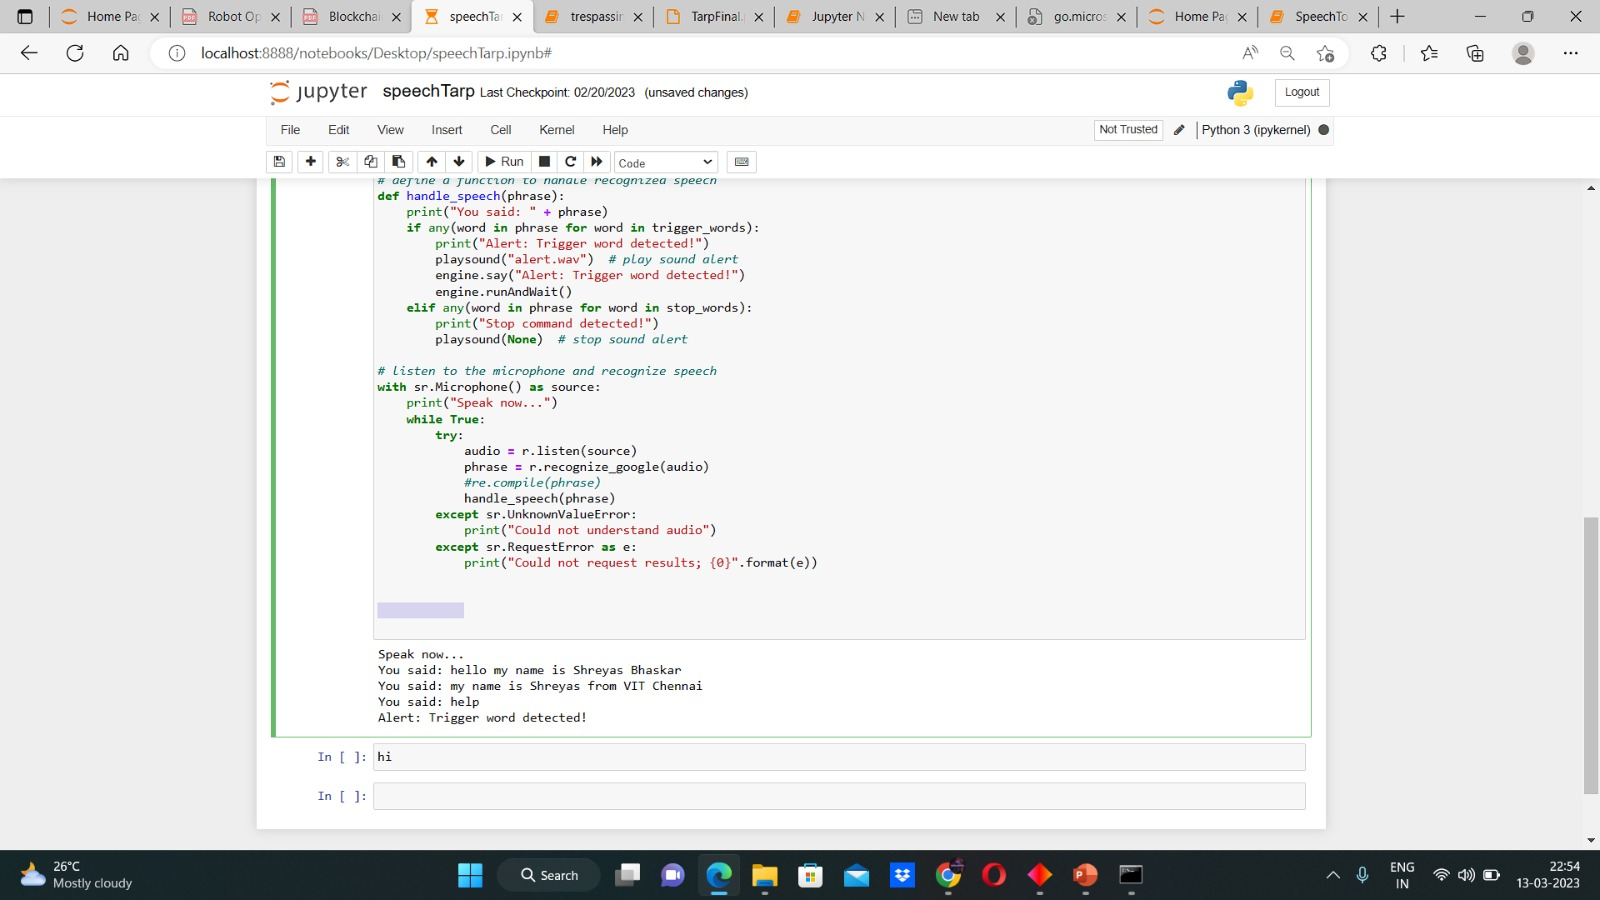 Home Pa
Robot Op
Blockchai
speechTar
trespassin
TarpFinal.
Jupyter N
New tab
go.micros
Home Pa
SpeechTo
localhost:8888/notebooks/Desktop/speechTarp.ipynb#
jupyter speechTarp Last Checkpoint: 02/20/2023 (unsaved changes)
Logout
File Edit View Insert Cell Kernel Help
Not Trusted Python 3 (ipykernel)
Run Code
# define a function to handle recognized speech
def handle_speech(phrase):
    print("You said: " + phrase)
    if any(word in phrase for word in trigger_words):
        print("Alert: Trigger word detected!")
        playsound("alert.wav")  # play sound alert
        engine.say("Alert: Trigger word detected!")
        engine.runAndWait()
    elif any(word in phrase for word in stop_words):
        print("Stop command detected!")
        playsound(None)  # stop sound alert
# listen to the microphone and recognize speech
with sr.Microphone() as source:
    print("Speak now...")
    while True:
        try:
            audio = r.listen(source)
            phrase = r.recognize_google(audio)
            #re.compile(phrase)
            handle_speech(phrase)
        except sr.UnknownValueError:
            print("Could not understand audio")
        except sr.RequestError as e:
            print("Could not request results; {0}".format(e))
Speak now...
You said: hello my name is Shreyas Bhaskar
You said: my name is Shreyas from VIT Chennai
You said: help
Alert: Trigger word detected!
In [ ]: hi
In [ ]:
26°C
Mostly cloudy
Search
ENG
IN
22:54
13-03-2023